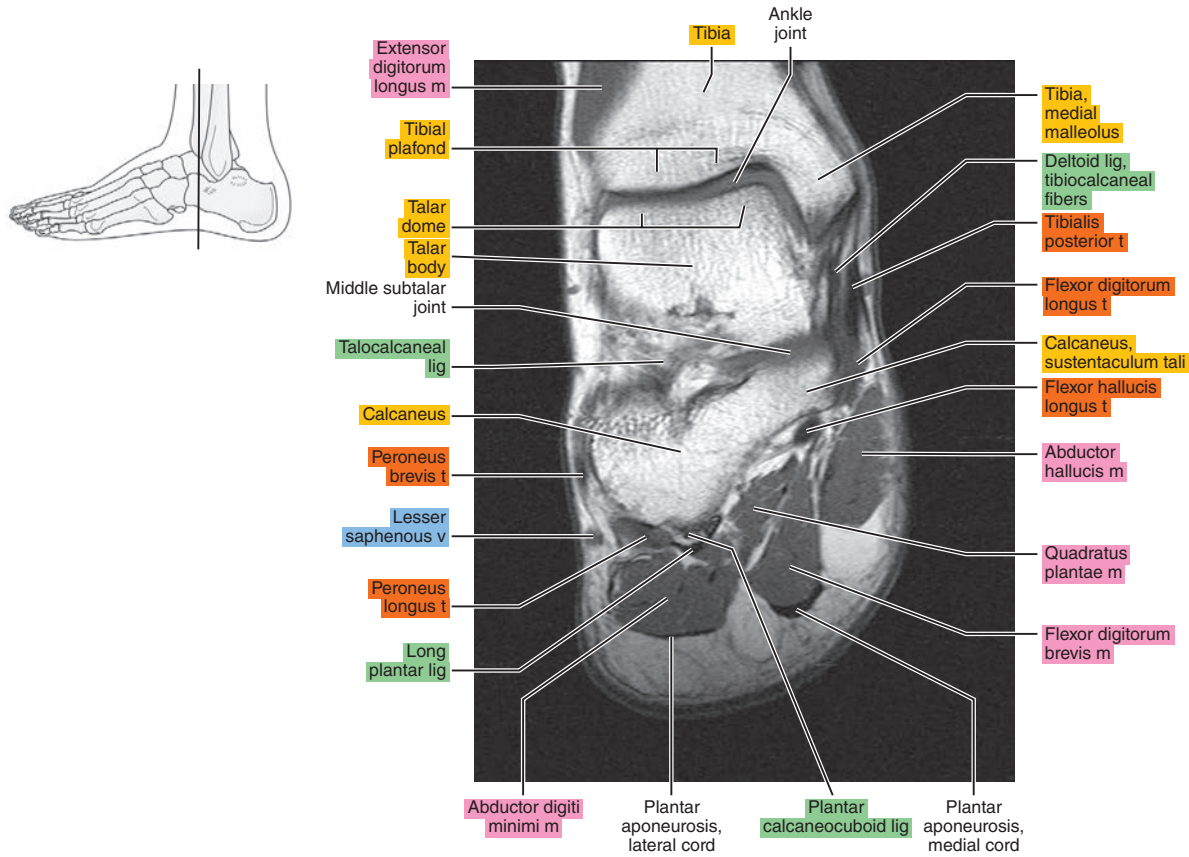 Ankle
joint
Tibia
Extensor
digitorum
longus m
Tibial
plafond
Talar
dome
Talar
body
Middle subtalar
joint
Talocalcaneal
lig
Calcaneus
Peroneus
brevis t
Lesser
saphenous v
Peroneus
longus t
Long
plantar lig
Tibia,
medial
malleolus
Deltoid lig,
tibiocalcaneal
fibers
Tibialis
posterior t
Flexor digitorum
longus t
Calcaneus,
sustentaculum tali
Flexor hallucis
longus t
Abductor
hallucis m
Quadratus
plantae m
Flexor digitorum
brevis m
Abductor digiti
minimi m
Plantar
aponeurosis,
lateral cord
Plantar
calcaneocuboid lig
Plantar
aponeurosis,
medial cord